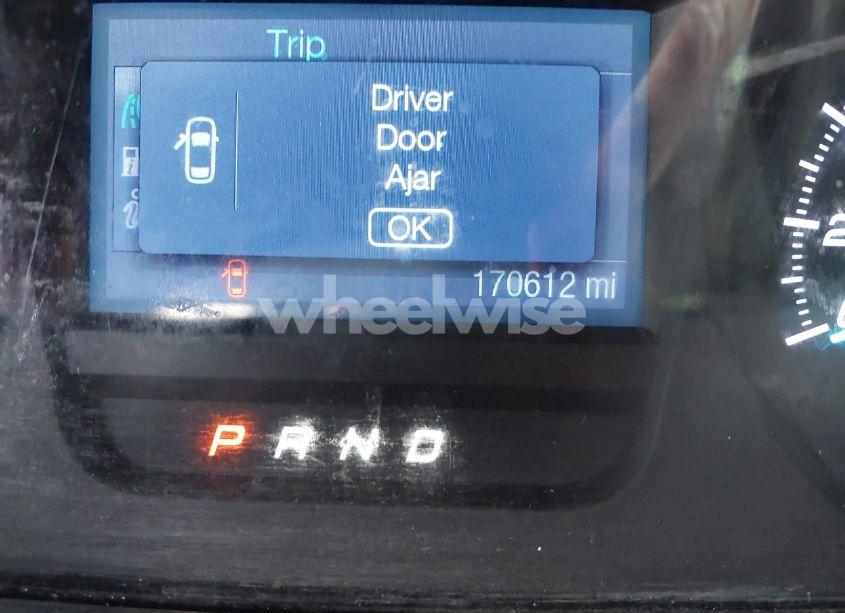 Trip
Driver
Door
Ajar
OK
170612 mi
wheelwise
P R N D